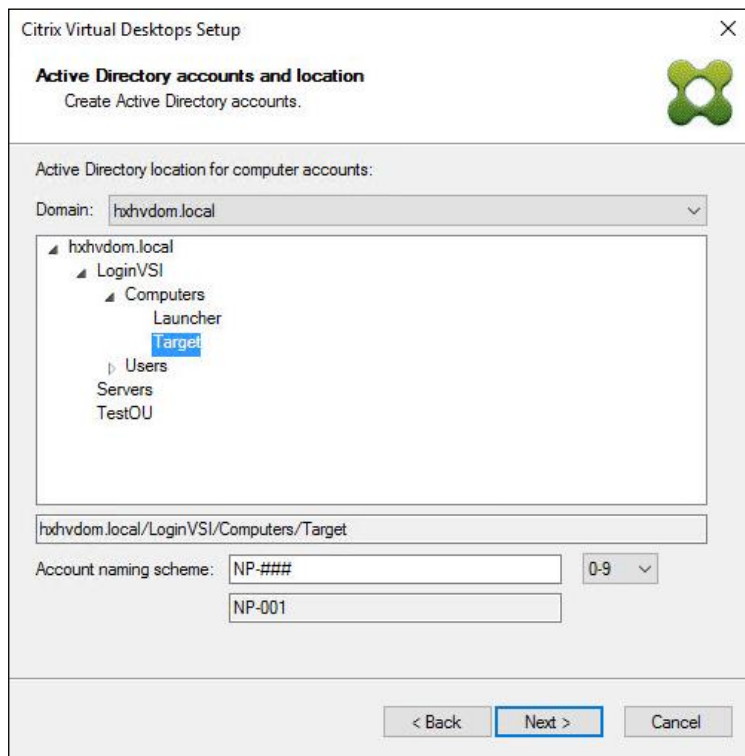 Citrix Virtual Desktops Setup
Active Directory accounts and location
Create Active Directory accounts.
Active Directory location for computer accounts:
Domain: hxhvdom.local
hxhvdom.local
LoginVSI
Computers
Launcher
Target
Users
Servers
TestOU
hxhvdom.local/LoginVSI/Computers/Target
Account naming scheme: NP-### 0-9
NP-001
< Back Next > Cancel